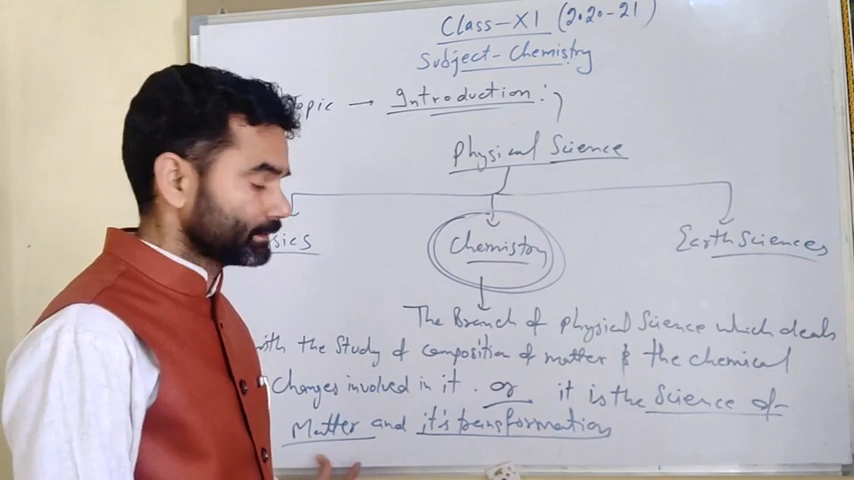 Class-XI (2020-21)
Subject-Chemistry
Topic → Introduction:
Physical Science
sics Chemistry Earth Sciences
The Branch of physical Science which deals
with the study of composition of matter & the chemical
Changes involved in it. or it is the Science of
Matter and it's transformation